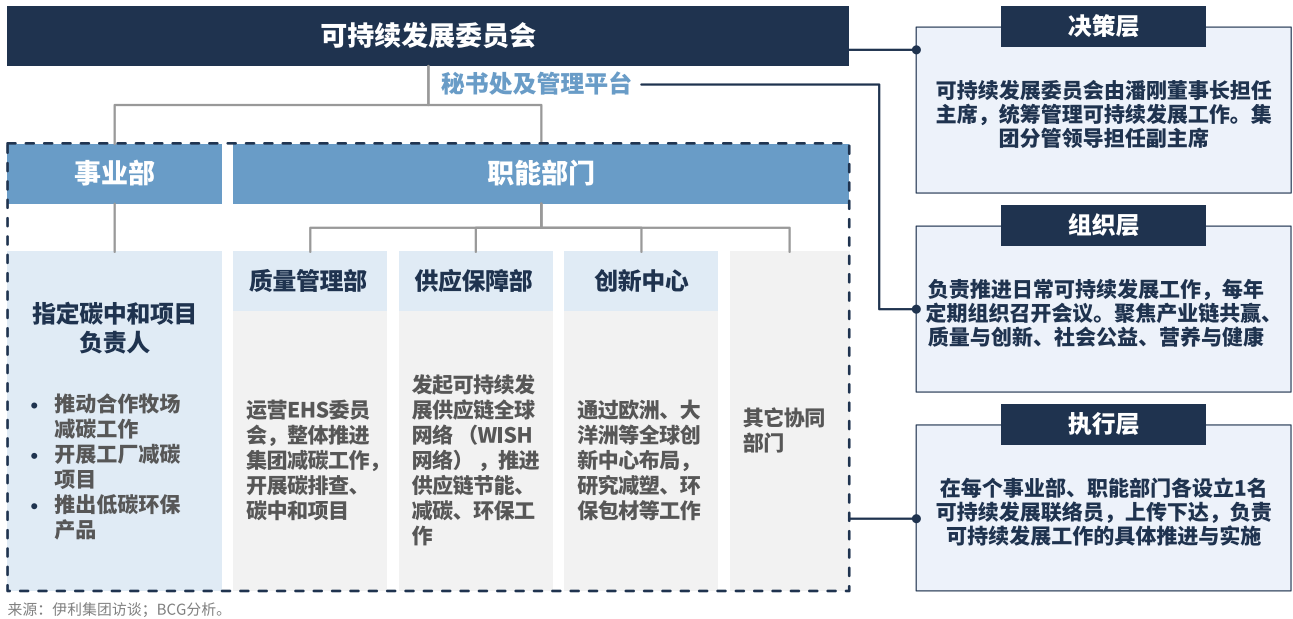 可持续发展委员会
秘书处及管理平台
事业部
职能部门
指定碳中和项目
负责人
• 推动合作牧场
减碳工作
• 开展工厂减碳
项目
• 推出低碳环保
产品
质量管理部
运营EHS委员
会，整体推进
集团减碳工作，
开展碳排查、
碳中和项目
供应保障部
发起可持续发
展供应链全球
网络 （WISH
网络） ，推进
供应链节能、
减碳、环保工
作
创新中心
通过欧洲、大
洋洲等全球创
新中心布局，
研究减塑、环
保包材等工作
其它协同
部门
决策层
可持续发展委员会由潘刚董事长担任
主席，统筹管理可持续发展工作。集
团分管领导担任副主席
组织层
负责推进日常可持续发展工作，每年
定期组织召开会议。聚焦产业链共赢、
质量与创新、社会公益、营养与健康
执行层
在每个事业部、职能部门各设立1名
可持续发展联络员，上传下达，负责
可持续发展工作的具体推进与实施
来源：伊利集团访谈；BCG分析。